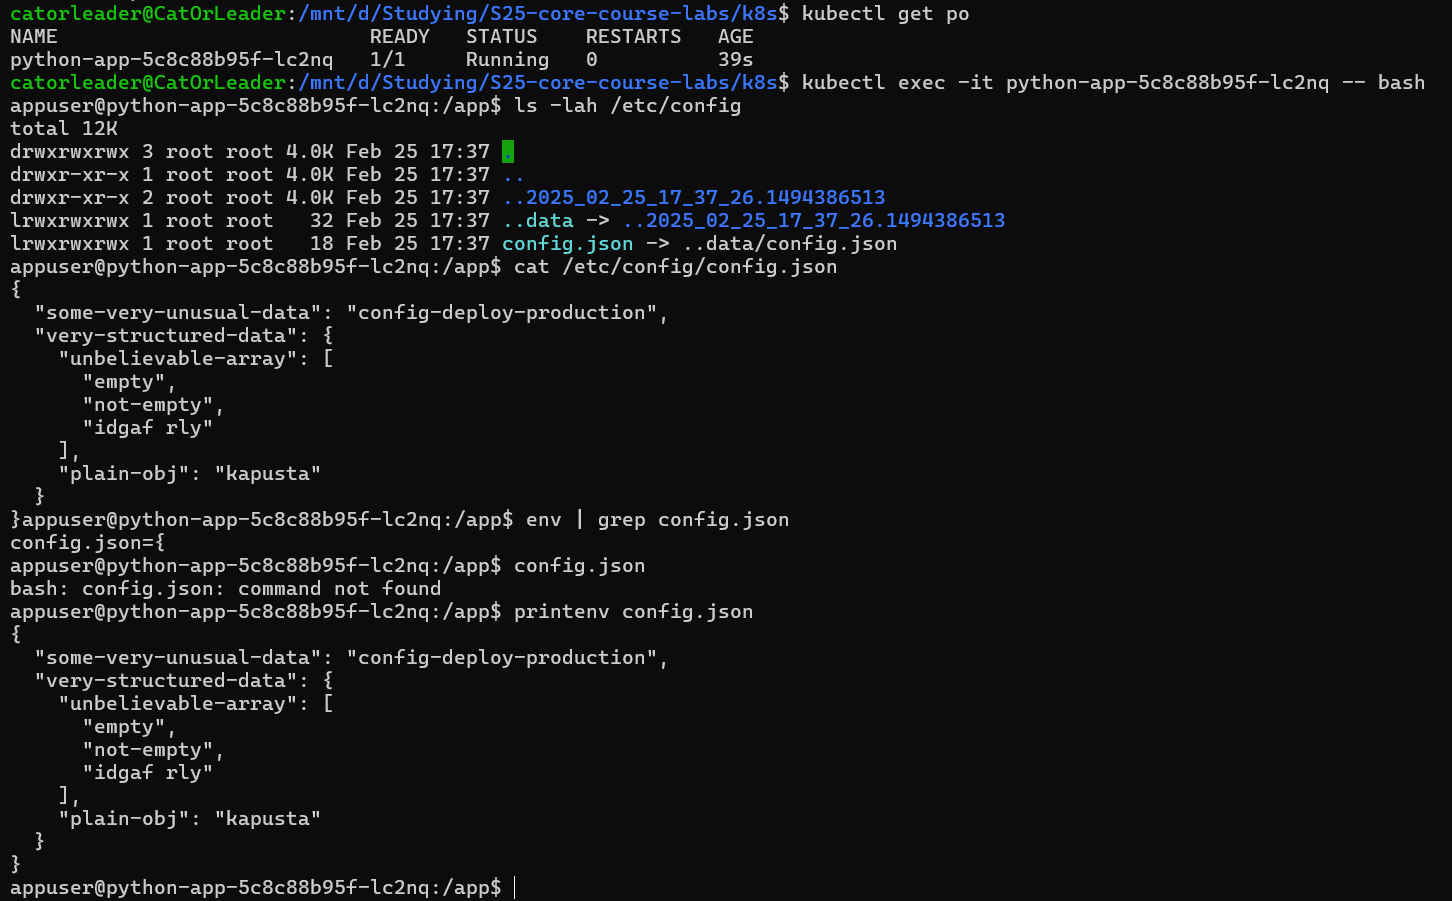 catorleader@CatOrLeader:/mnt/d/Studying/S25-core-course-labs/k8s$ kubectl get po
NAME                          READY   STATUS    RESTARTS   AGE
python-app-5c8c88b95f-lc2nq   1/1     Running   0          39s
catorleader@CatOrLeader:/mnt/d/Studying/S25-core-course-labs/k8s$ kubectl exec -it python-app-5c8c88b95f-lc2nq -- bash
appuser@python-app-5c8c88b95f-lc2nq:/app$ ls -lah /etc/config
total 12K
drwxrwxrwx 3 root root 4.0K Feb 25 17:37 .
drwxr-xr-x 1 root root 4.0K Feb 25 17:37 ..
drwxr-xr-x 2 root root 4.0K Feb 25 17:37 ..2025_02_25_17_37_26.1494386513
lrwxrwxrwx 1 root root   32 Feb 25 17:37 ..data -> ..2025_02_25_17_37_26.1494386513
lrwxrwxrwx 1 root root   18 Feb 25 17:37 config.json -> ..data/config.json
appuser@python-app-5c8c88b95f-lc2nq:/app$ cat /etc/config/config.json
{
  "some-very-unusual-data": "config-deploy-production",
  "very-structured-data": {
    "unbelievable-array": [
      "empty",
      "not-empty",
      "idgaf rly"
    ],
    "plain-obj": "kapusta"
  }
}appuser@python-app-5c8c88b95f-lc2nq:/app$ env | grep config.json
config.json={
appuser@python-app-5c8c88b95f-lc2nq:/app$ config.json
bash: config.json: command not found
appuser@python-app-5c8c88b95f-lc2nq:/app$ printenv config.json
{
  "some-very-unusual-data": "config-deploy-production",
  "very-structured-data": {
    "unbelievable-array": [
      "empty",
      "not-empty",
      "idgaf rly"
    ],
    "plain-obj": "kapusta"
  }
}
appuser@python-app-5c8c88b95f-lc2nq:/app$